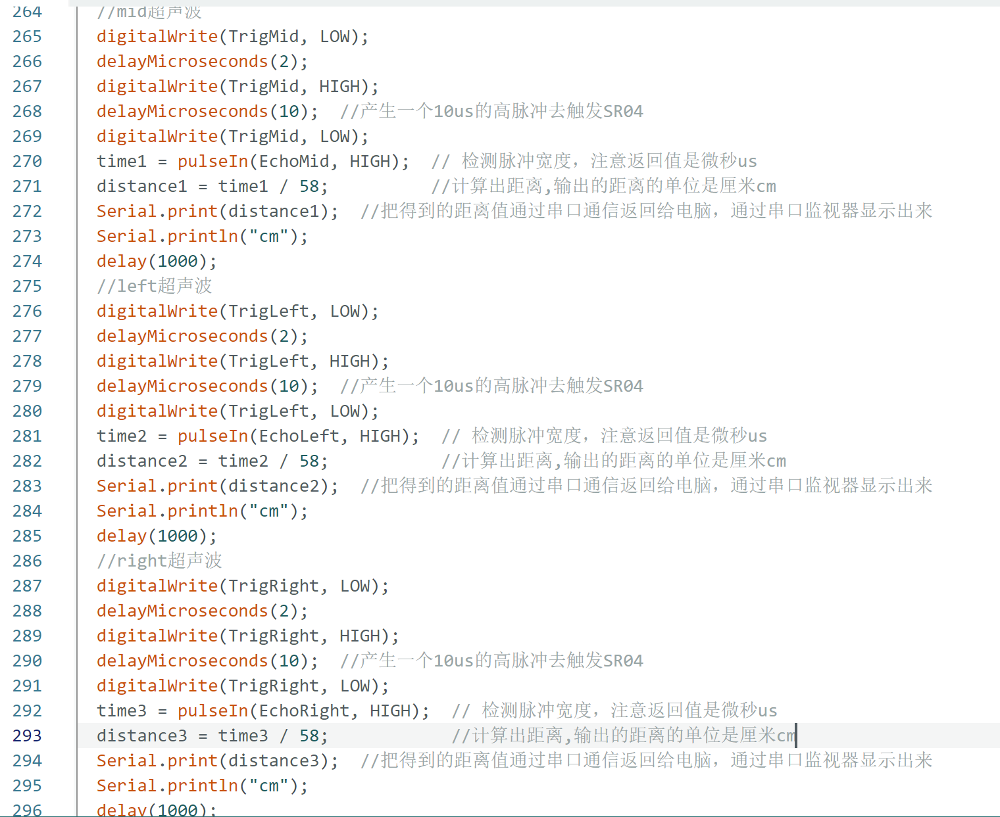 264 //mid超声波
265 digitalWrite(TrigMid, LOW);
266 delayMicroseconds(2);
267 digitalWrite(TrigMid, HIGH);
268 delayMicroseconds(10);  //产生一个10us的高脉冲去触发SR04
269 digitalWrite(TrigMid, LOW);
270 time1 = pulseIn(EchoMid, HIGH);  // 检测脉冲宽度，注意返回值是微秒us
271 distance1 = time1 / 58;          //计算出距离,输出的距离的单位是厘米cm
272 Serial.print(distance1);  //把得到的距离值通过串口通信返回给电脑，通过串口监视器显示出来
273 Serial.println("cm");
274 delay(1000);
275 //left超声波
276 digitalWrite(TrigLeft, LOW);
277 delayMicroseconds(2);
278 digitalWrite(TrigLeft, HIGH);
279 delayMicroseconds(10);  //产生一个10us的高脉冲去触发SR04
280 digitalWrite(TrigLeft, LOW);
281 time2 = pulseIn(EchoLeft, HIGH);  // 检测脉冲宽度，注意返回值是微秒us
282 distance2 = time2 / 58;           //计算出距离,输出的距离的单位是厘米cm
283 Serial.print(distance2);  //把得到的距离值通过串口通信返回给电脑，通过串口监视器显示出来
284 Serial.println("cm");
285 delay(1000);
286 //right超声波
287 digitalWrite(TrigRight, LOW);
288 delayMicroseconds(2);
289 digitalWrite(TrigRight, HIGH);
290 delayMicroseconds(10);  //产生一个10us的高脉冲去触发SR04
291 digitalWrite(TrigRight, LOW);
292 time3 = pulseIn(EchoRight, HIGH);  // 检测脉冲宽度，注意返回值是微秒us
293 distance3 = time3 / 58;            //计算出距离,输出的距离的单位是厘米cm
294 Serial.print(distance3);  //把得到的距离值通过串口通信返回给电脑，通过串口监视器显示出来
295 Serial.println("cm");
296 delay(1000);